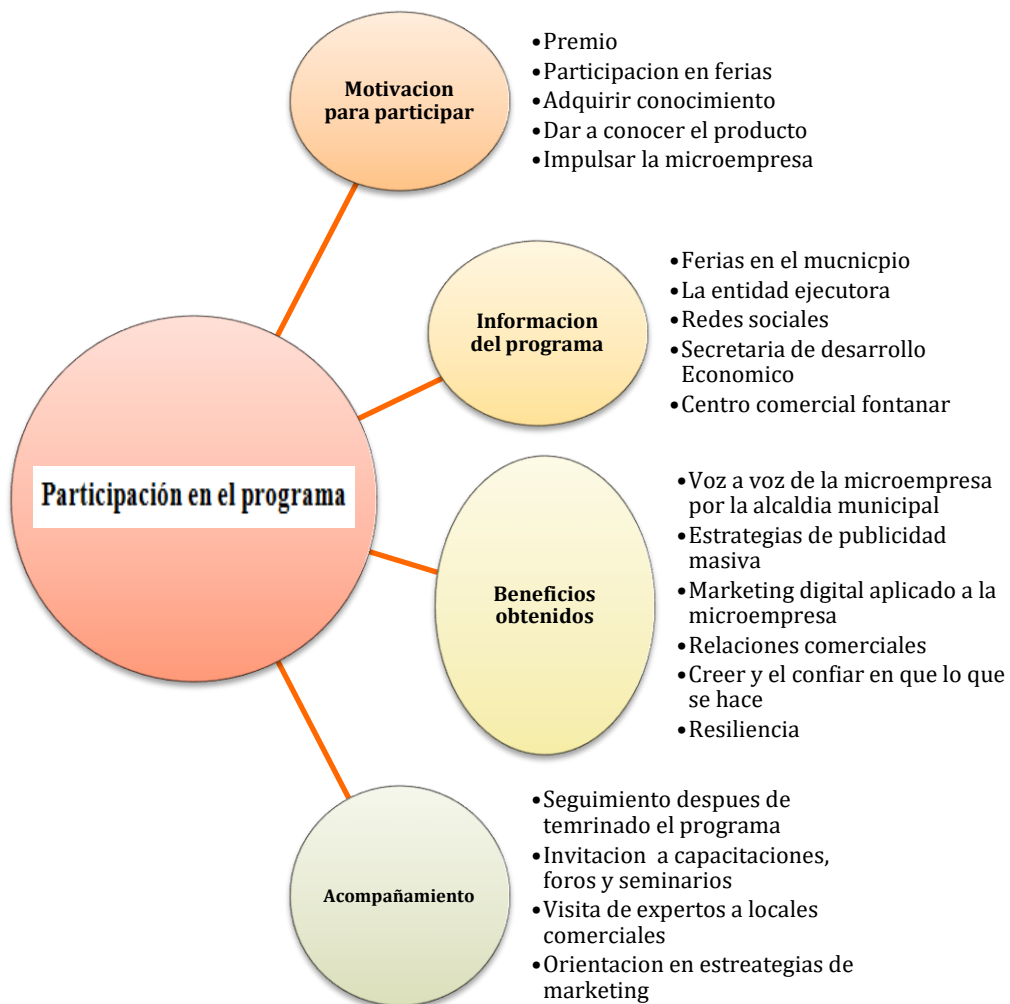 Motivacion
para participar
•Premio
•Participacion en ferias
•Adquirir conocimiento
•Dar a conocer el producto
•Impulsar la microempresa
Informacion
del programa
•Ferias en el mucnicpio
•La entidad ejecutora
•Redes sociales
•Secretaria de desarrollo
Economico
•Centro comercial fontanar
Participación en el programa
Beneficios
obtenidos
•Voz a voz de la microempresa
por la alcaldia municipal
•Estrategias de publicidad
masiva
•Marketing digital aplicado a la
microempresa
•Relaciones comerciales
•Creer y el confiar en que lo que
se hace
•Resiliencia
Acompañamiento
•Seguimiento despues de
temrinado el programa
•Invitacion a capacitaciones,
foros y seminarios
•Visita de expertos a locales
comerciales
•Orientacion en estreategias de
marketing